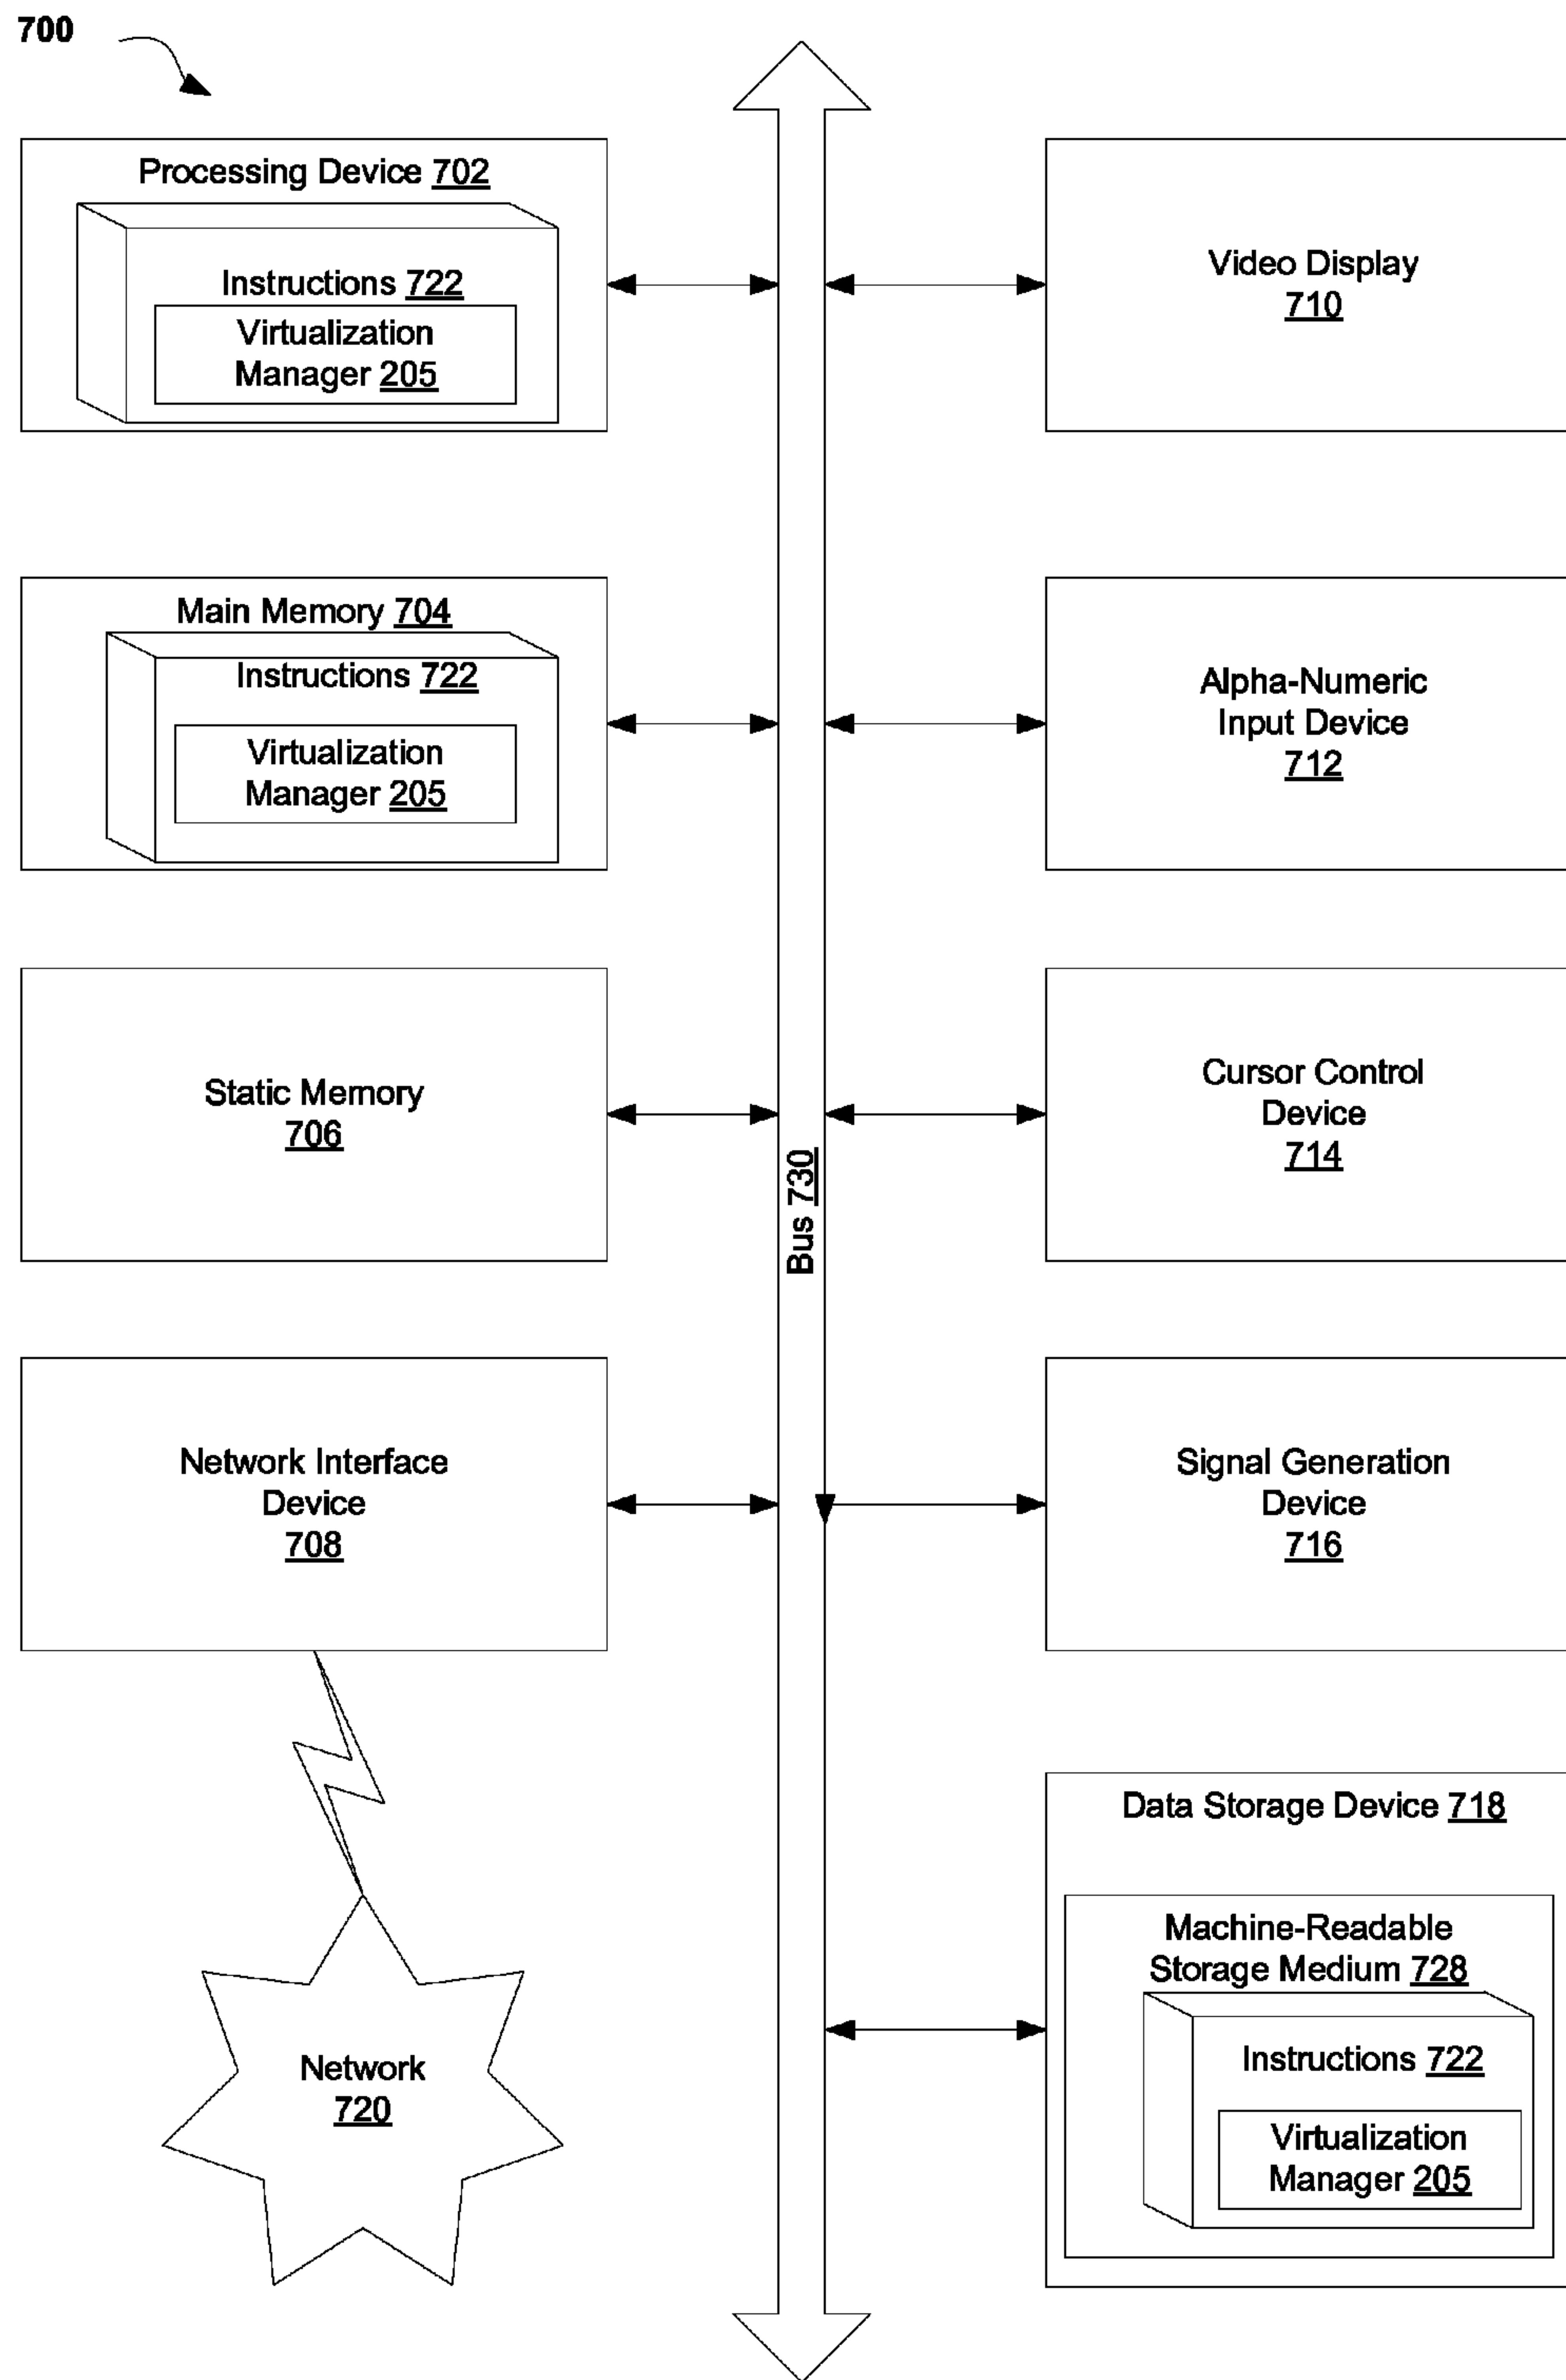 700
Processing Device 702
Instructions 722
Virtualization
Manager 205
Main Memory 704
Instructions 722
Virtualization
Manager 205
Static Memory
706
Network Interface
Device
708
Network
720
Bus 730
Video Display
710
Alpha-Numeric
Input Device
712
Cursor Control
Device
714
Signal Generation
Device
716
Data Storage Device 718
Machine-Readable
Storage Medium 728
Instructions 722
Virtualization
Manager 205